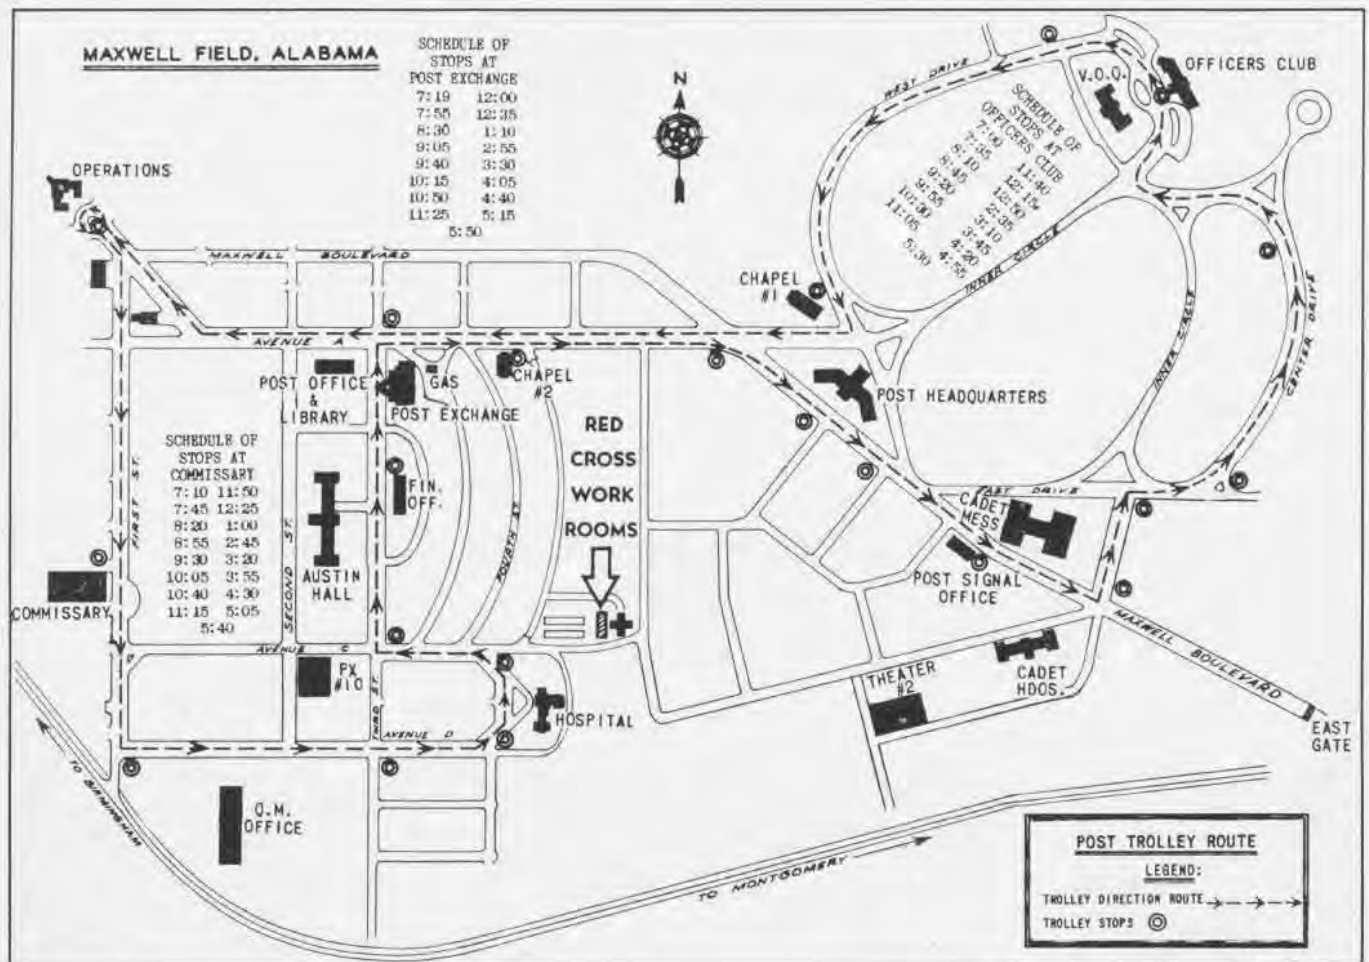 MAXWELL FIELD, ALABAMA
SCHEDULE OF
STOPS AT
POST EXCHANGE
7:19 12:00
7:55 12:35
8:30 1:10
9:05 2:55
9:40 3:30
10:15 4:05
10:50 4:40
11:25 5:15
5:50
N
WEST DRIVE
V.O.Q.
OFFICERS CLUB
SCHEDULE OF
STOPS AT
OFFICERS CLUB
7:00 11:40
7:35 12:15
8:10 12:50
8:45 2:35
9:20 3:10
9:55 3:45
10:30 4:20
11:05 4:55
5:30
OPERATIONS
MAXWELL BOULEVARD
CHAPEL
#1
INNER CIRCLE
INNER CIRCLE
CENTER DRIVE
AVENUE A
POST OFFICE
&
LIBRARY
GAS
POST EXCHANGE
CHAPEL
#2
POST HEADQUARTERS
RED
CROSS
WORK
ROOMS
SCHEDULE OF
STOPS AT
COMMISSARY
7:10 11:50
7:45 12:25
8:20 1:00
8:55 2:45
9:30 3:20
10:05 3:55
10:40 4:30
11:15 5:05
5:40
FIRST ST.
SECOND ST.
FIN.
OFF.
FOURTH ST.
EAST DRIVE
CADET
MESS
AUSTIN
HALL
COMMISSARY
POST SIGNAL
OFFICE
MAXWELL BOULEVARD
AVENUE C
PX
#10
THIRD ST.
AVENUE D
HOSPITAL
THEATER
#2
CADET
HDQS.
EAST
GATE
TO BIRMINGHAM
Q.M.
OFFICE
TO MONTGOMERY
POST TROLLEY ROUTE
LEGEND:
TROLLEY DIRECTION ROUTE
TROLLEY STOPS